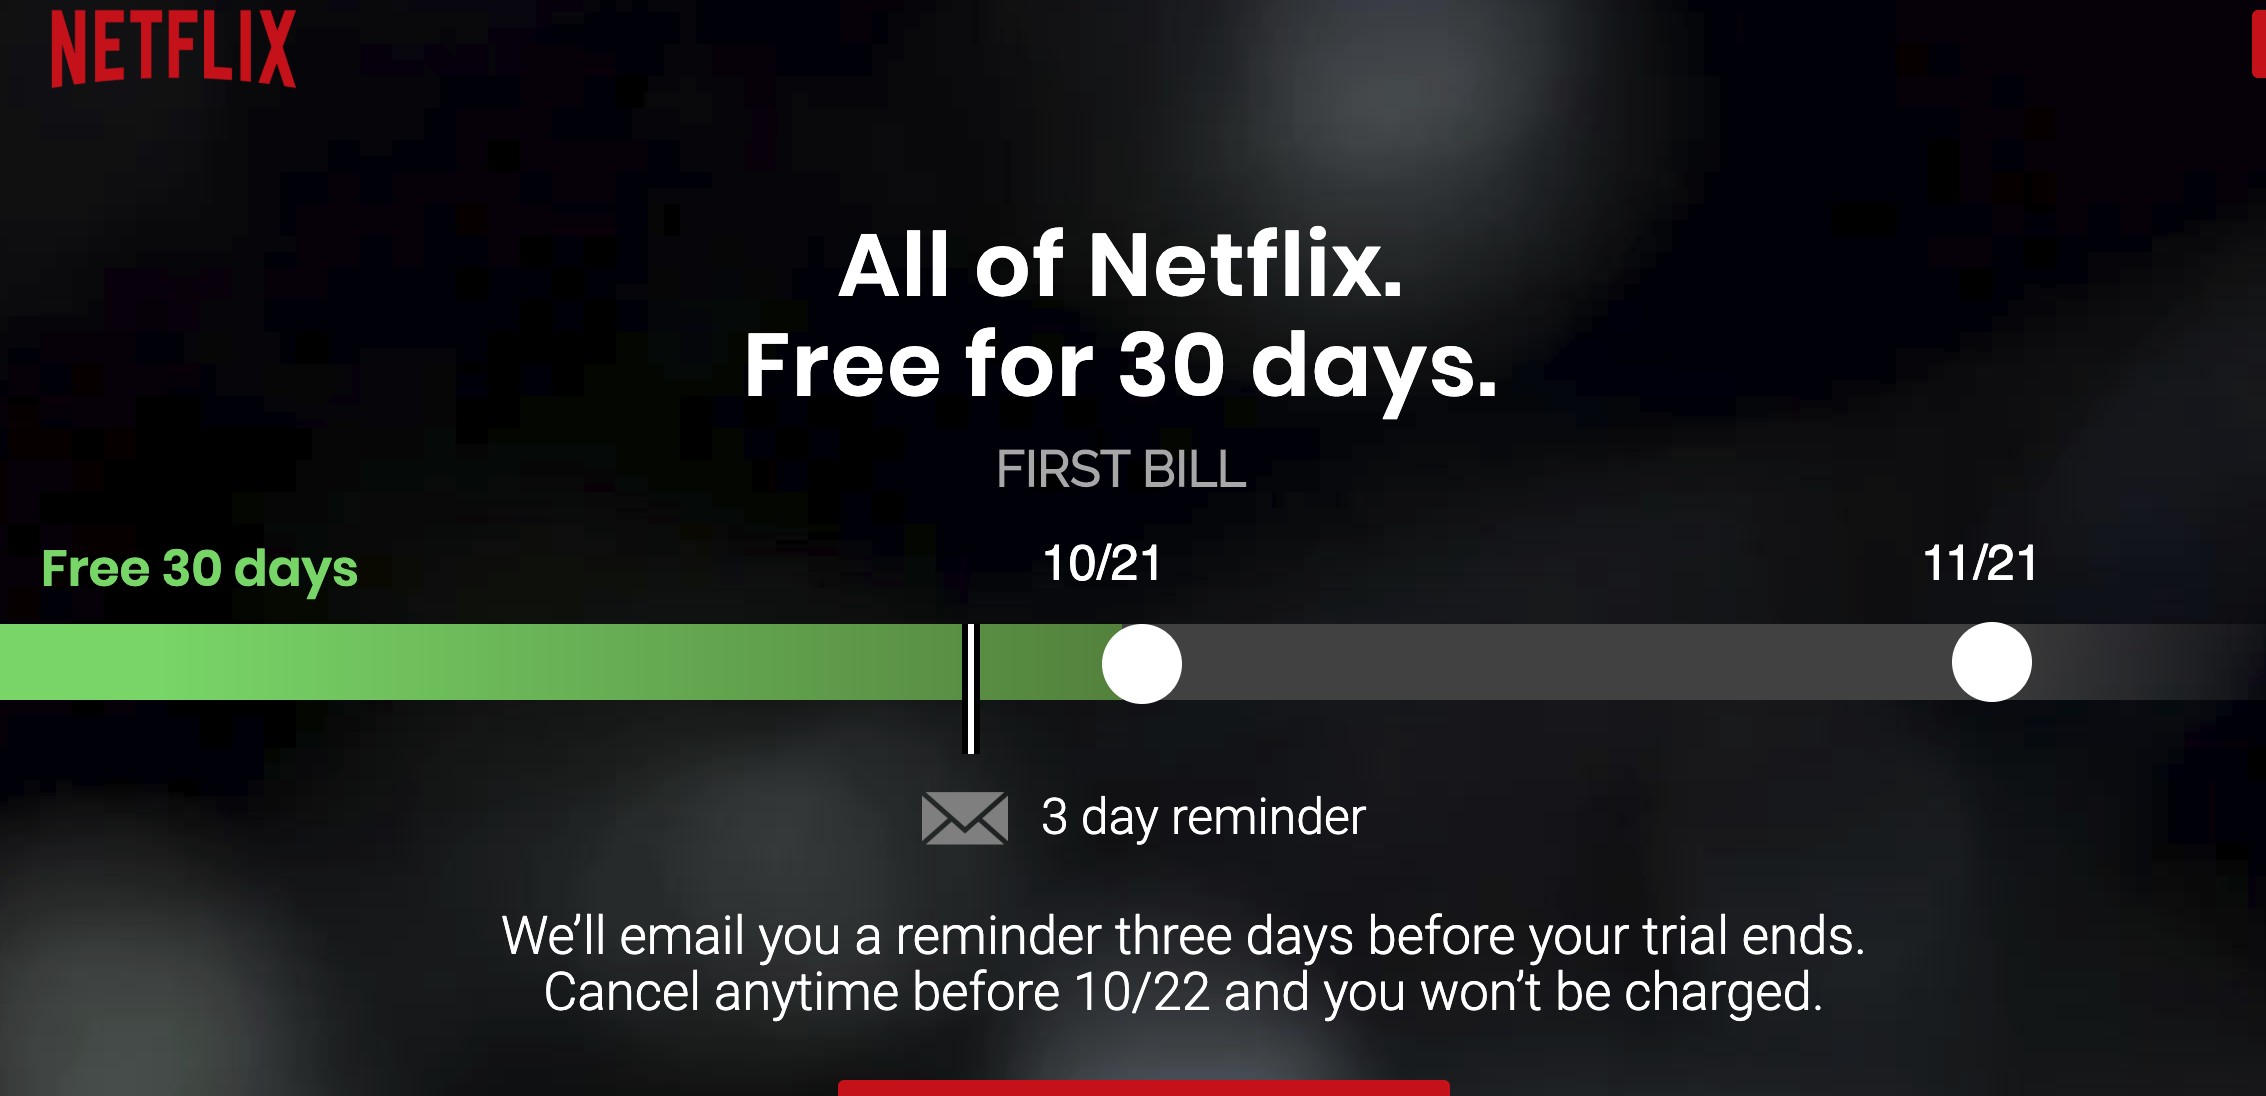 NETFLIX
All of Netflix.
Free for 30 days.
FIRST BILL
Free 30 days
10/21
11/21
3 day reminder
We’ll email you a reminder three days before your trial ends.
Cancel anytime before 10/22 and you won’t be charged.